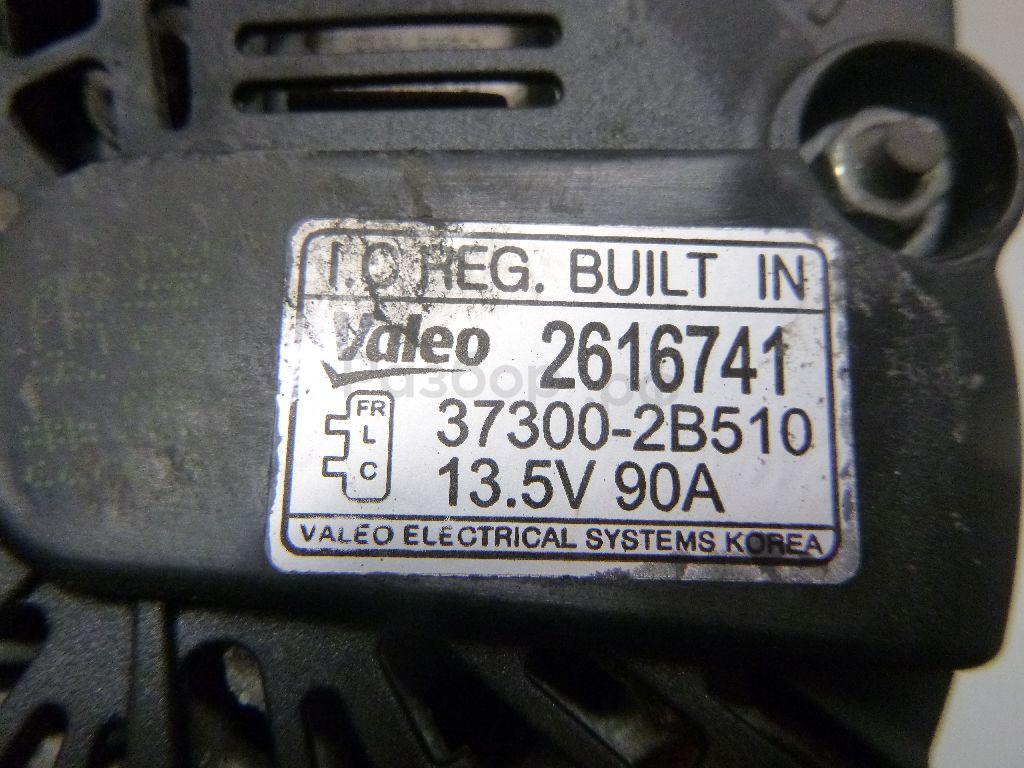 I.C REG. BUILT IN
Valeo 2616741
FR
L
C
37300-2B510
13.5V 90A
VALEO ELECTRICAL SYSTEMS KOREA